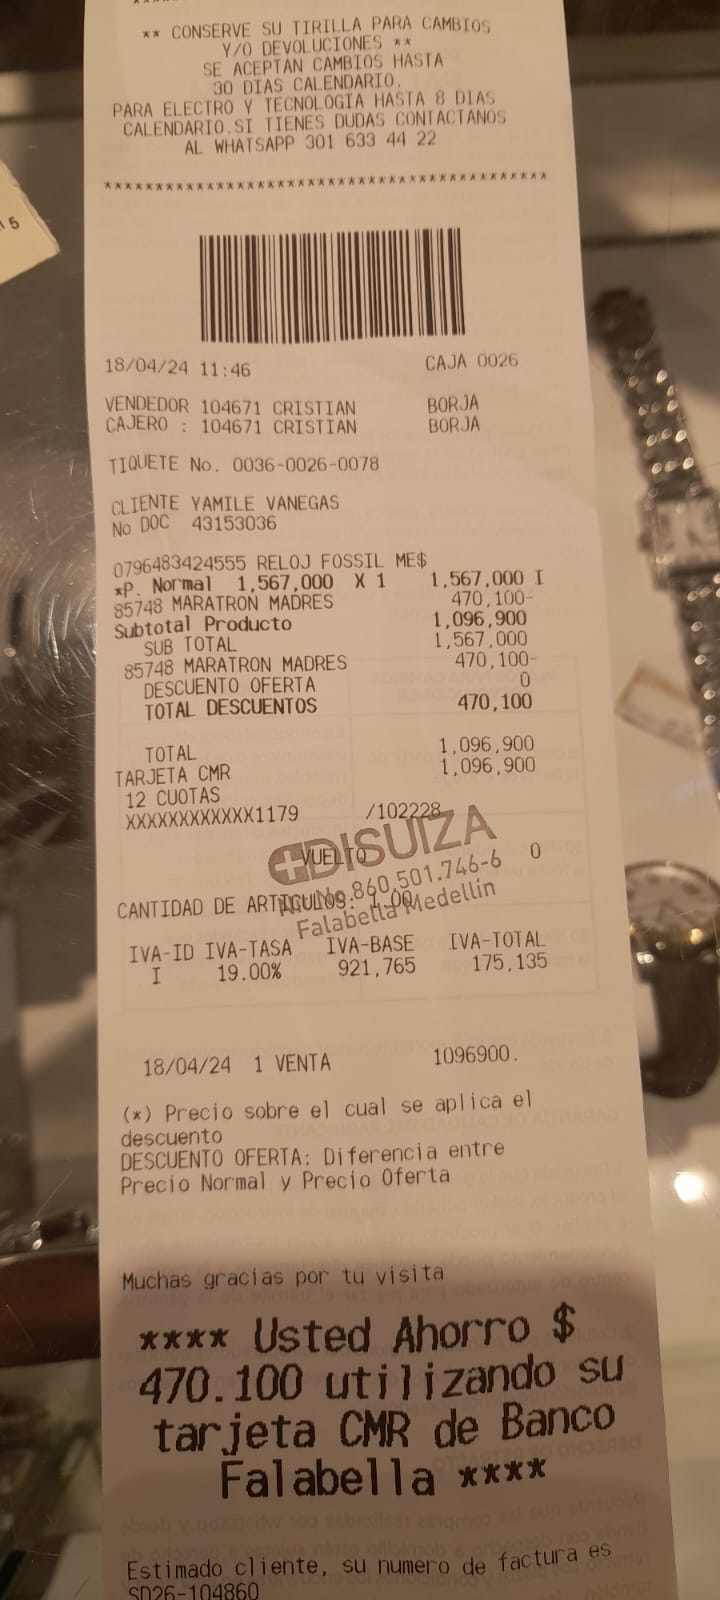 ** CONSERVE SU TIRILLA PARA CAMBIOS
Y/O DEVOLUCIONES **
SE ACEPTAN CAMBIOS HASTA
30 DIAS CALENDARIO.
PARA ELECTRO Y TECNOLOGIA HASTA 8 DIAS
CALENDARIO.SI TIENES DUDAS CONTACTANOS
AL WHATSAPP 301 633 44 22
******************************************
18/04/24 11:46 CAJA 0026
VENDEDOR 104671 CRISTIAN BORJA
CAJERO : 104671 CRISTIAN BORJA
TIQUETE No. 0036-0026-0078
CLIENTE YAMILE VANEGAS
No DOC 43153036
0796483424555 RELOJ FOSSIL ME$
*P. Normal 1,567,000 X 1 1,567,000 I
85748 MARATRON MADRES 470,100-
Subtotal Producto 1,096,900
SUB TOTAL 1,567,000
85748 MARATRON MADRES 470,100-
DESCUENTO OFERTA 0
TOTAL DESCUENTOS 470,100
TOTAL 1,096,900
TARJETA CMR 1,096,900
12 CUOTAS
XXXXXXXXXXXX1179 /102228
DISUIZA
VUELTO 0
860.501.746-6
CANTIDAD DE ARTICULOS: 1.00
Falabella Medellín
IVA-ID IVA-TASA IVA-BASE IVA-TOTAL
I 19.00% 921,765 175,135
18/04/24 1 VENTA 1096900.
(*) Precio sobre el cual se aplica el
descuento
DESCUENTO OFERTA: Diferencia entre
Precio Normal y Precio Oferta
Muchas gracias por tu visita
**** Usted Ahorro $
470.100 utilizando su
tarjeta CMR de Banco
Falabella ****
Estimado cliente, su numero de factura es
SD26-104860
15